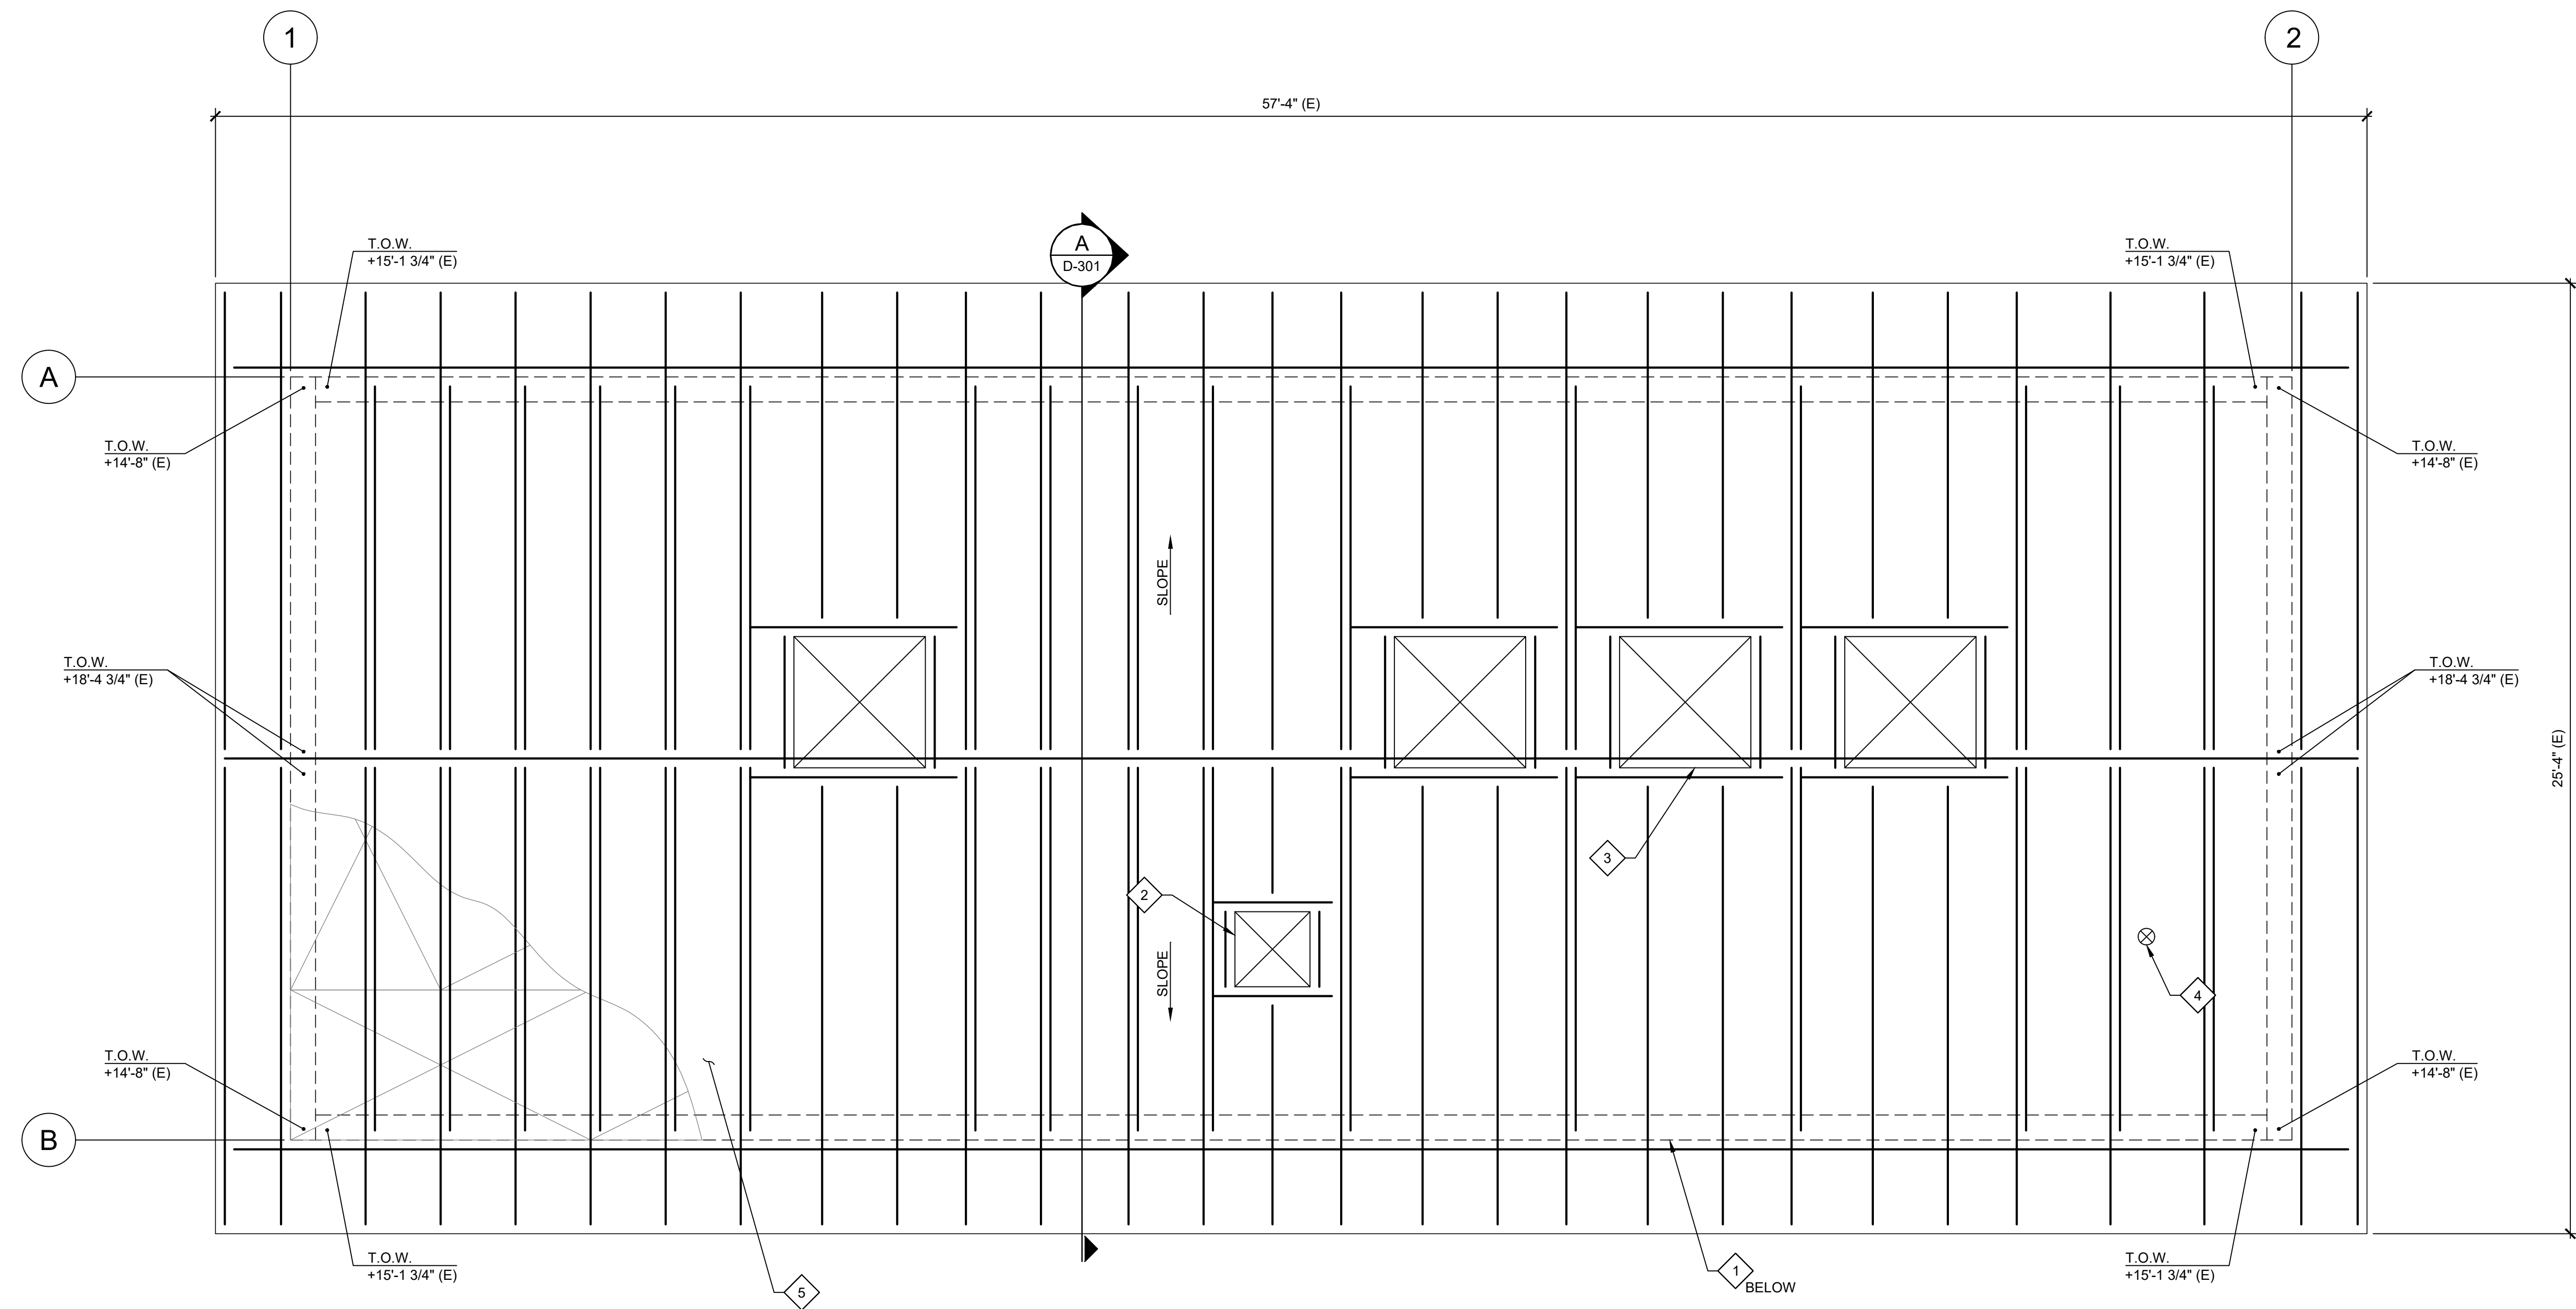 1
2
57'-4" (E)
T.O.W.
+15'-1 3/4" (E)
A
D-301
T.O.W.
+15'-1 3/4" (E)
A
T.O.W.
+14'-8" (E)
T.O.W.
+14'-8" (E)
SLOPE
T.O.W.
+18'-4 3/4" (E)
T.O.W.
+18'-4 3/4" (E)
25'-4" (E)
3
2
SLOPE
4
T.O.W.
+14'-8" (E)
T.O.W.
+14'-8" (E)
B
T.O.W.
+15'-1 3/4" (E)
5
1
BELOW
T.O.W.
+15'-1 3/4" (E)